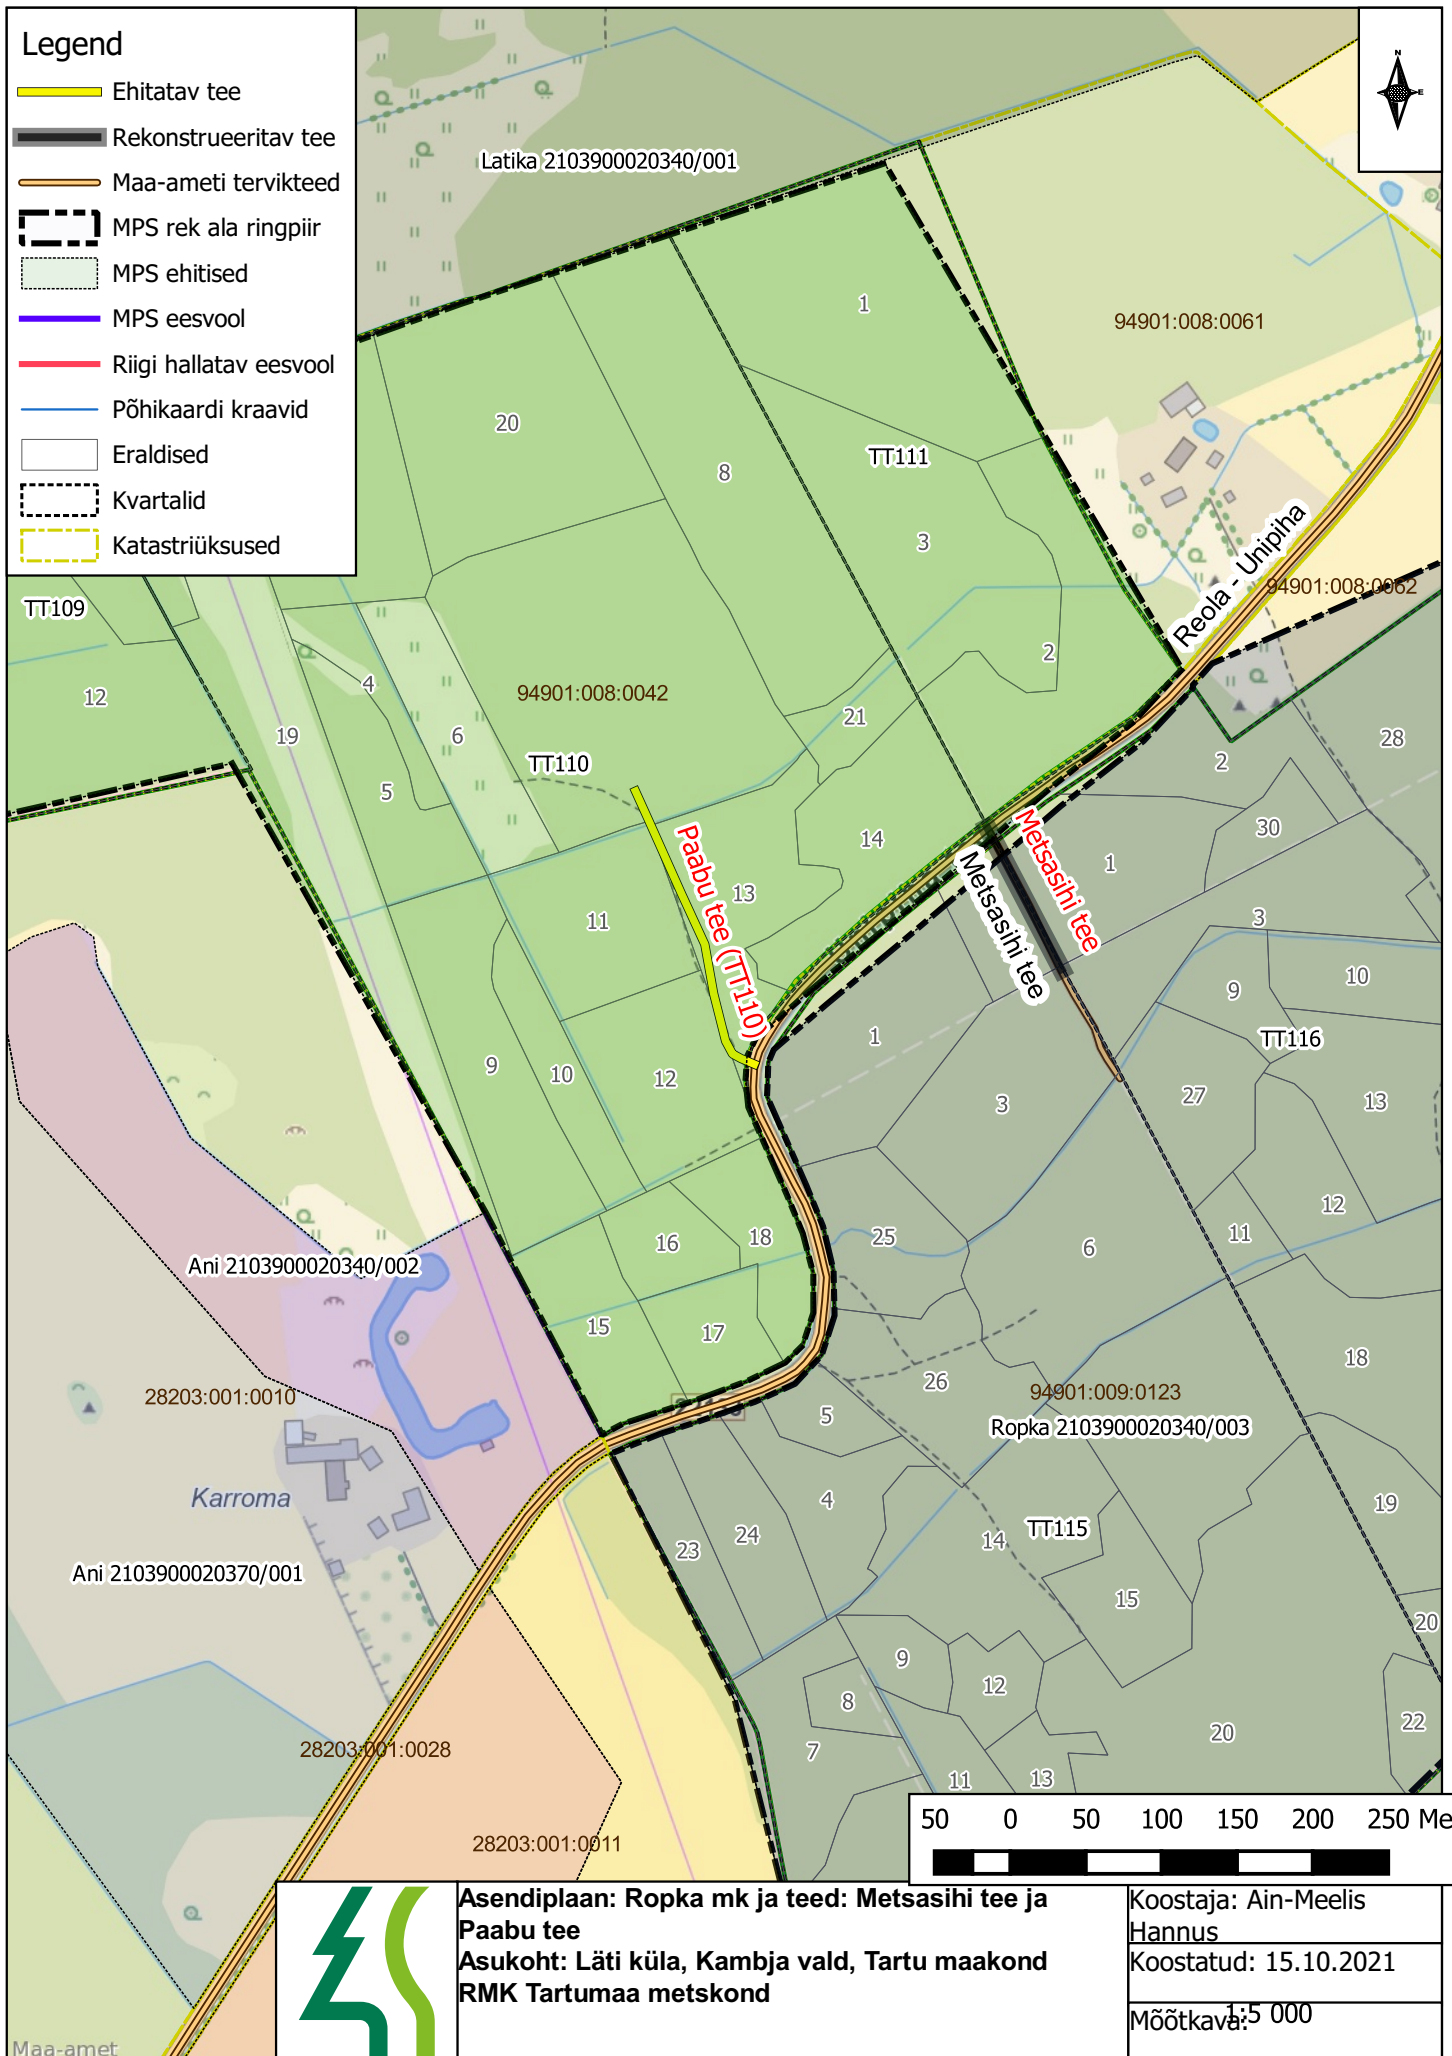 Legend
Ehitatav tee
Rekonstrueeritav tee
Maa-ameti tervikteed
MPS rek ala ringpiir
MPS ehitised
MPS eesvool
Riigi hallatav eesvool
Põhikaardi kraavid
Eraldised
Kvartalid
Katastriüksused
N
E
Latika 2103900020340/001
1
94901:008:0061
20
8
TT111
3
Reola - Unipiha
94901:008:0062
TT109
2
12
4
94901:008:0042
19
6
21
28
2
TT110
5
30
14
1
Paabu tee (TT110)
Metsasihi tee
Metsasihi tee
13
11
3
10
9
1
TT116
9
10
12
3
27
13
12
16
18
25
6
11
Ani 2103900020340/002
15
17
18
26
94901:009:0123
28203:001:0010
5
Ropka 2103900020340/003
Karroma
4
19
24
14
TT115
23
Ani 2103900020370/001
15
20
9
12
8
22
20
7
28203:001:0028
11
13
28203:001:0011
50 0 50 100 150 200 250 Me
Asendiplaan: Ropka mk ja teed: Metsasihi tee ja
Paabu tee
Asukoht: Läti küla, Kambja vald, Tartu maakond
RMK Tartumaa metskond
Koostaja: Ain-Meelis
Hannus
Koostatud: 15.10.2021
Mõõtkava: 1:5 000
Maa-amet